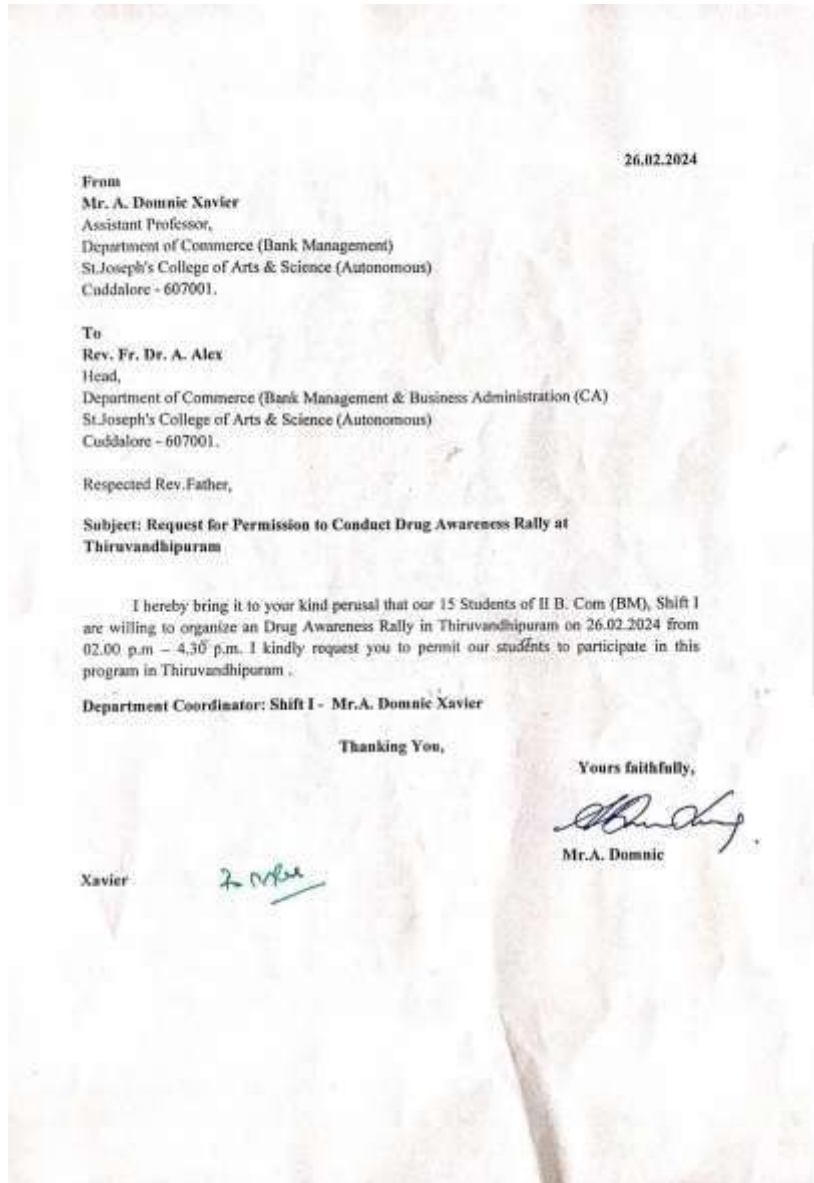 26.02.2024
From
Mr. A. Domnic Xavier
Assistant Professor,
Department of Commerce (Bank Management)
St.Joseph's College of Arts & Science (Autonomous)
Cuddalore - 607001.
To
Rev. Fr. Dr. A. Alex
Head,
Department of Commerce (Bank Management & Business Administration (CA)
St.Joseph's College of Arts & Science (Autonomous)
Cuddalore - 607001.
Respected Rev.Father,
Subject: Request for Permission to Conduct Drug Awareness Rally at
Thiruvandhipuram
I hereby bring it to your kind perusal that our 15 Students of II B. Com (BM), Shift I
are willing to organize an Drug Awareness Rally in Thiruvandhipuram on 26.02.2024 from
02.00 p.m – 4.30 p.m. I kindly request you to permit our students to participate in this
program in Thiruvandhipuram .
Department Coordinator: Shift I - Mr.A. Domnic Xavier
Thanking You,
Yours faithfully,
Mr.A. Domnic
Xavier